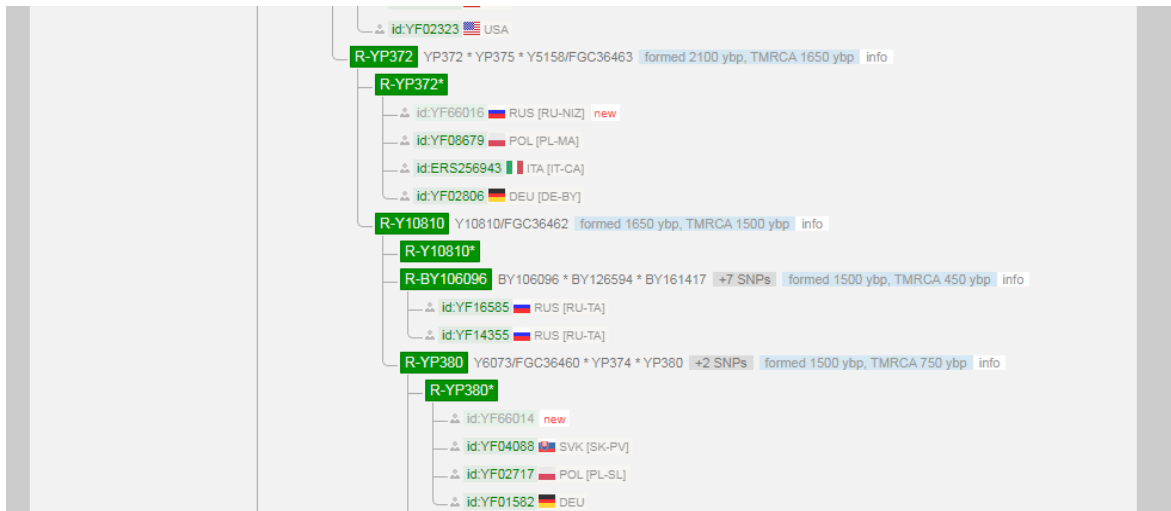 id:YF02323 USA
R-YP372 YP372 * YP375 * Y5158/FGC36463 formed 2100 ybp, TMRCA 1650 ybp info
R-YP372*
id:YF66016 RUS [RU-NIZ] new
id:YF08679 POL [PL-MA]
id:ERS256943 ITA [IT-CA]
id:YF02806 DEU [DE-BY]
R-Y10810 Y10810/FGC36462 formed 1650 ybp, TMRCA 1500 ybp info
R-Y10810*
R-BY106096 BY106096 * BY126594 * BY161417 +7 SNPs formed 1500 ybp, TMRCA 450 ybp info
id:YF16585 RUS [RU-TA]
id:YF14355 RUS [RU-TA]
R-YP380 Y6073/FGC36460 * YP374 * YP380 +2 SNPs formed 1500 ybp, TMRCA 750 ybp info
R-YP380*
id:YF66014 new
id:YF04088 SVK [SK-PV]
id:YF02717 POL [PL-SL]
id:YF01582 DEU